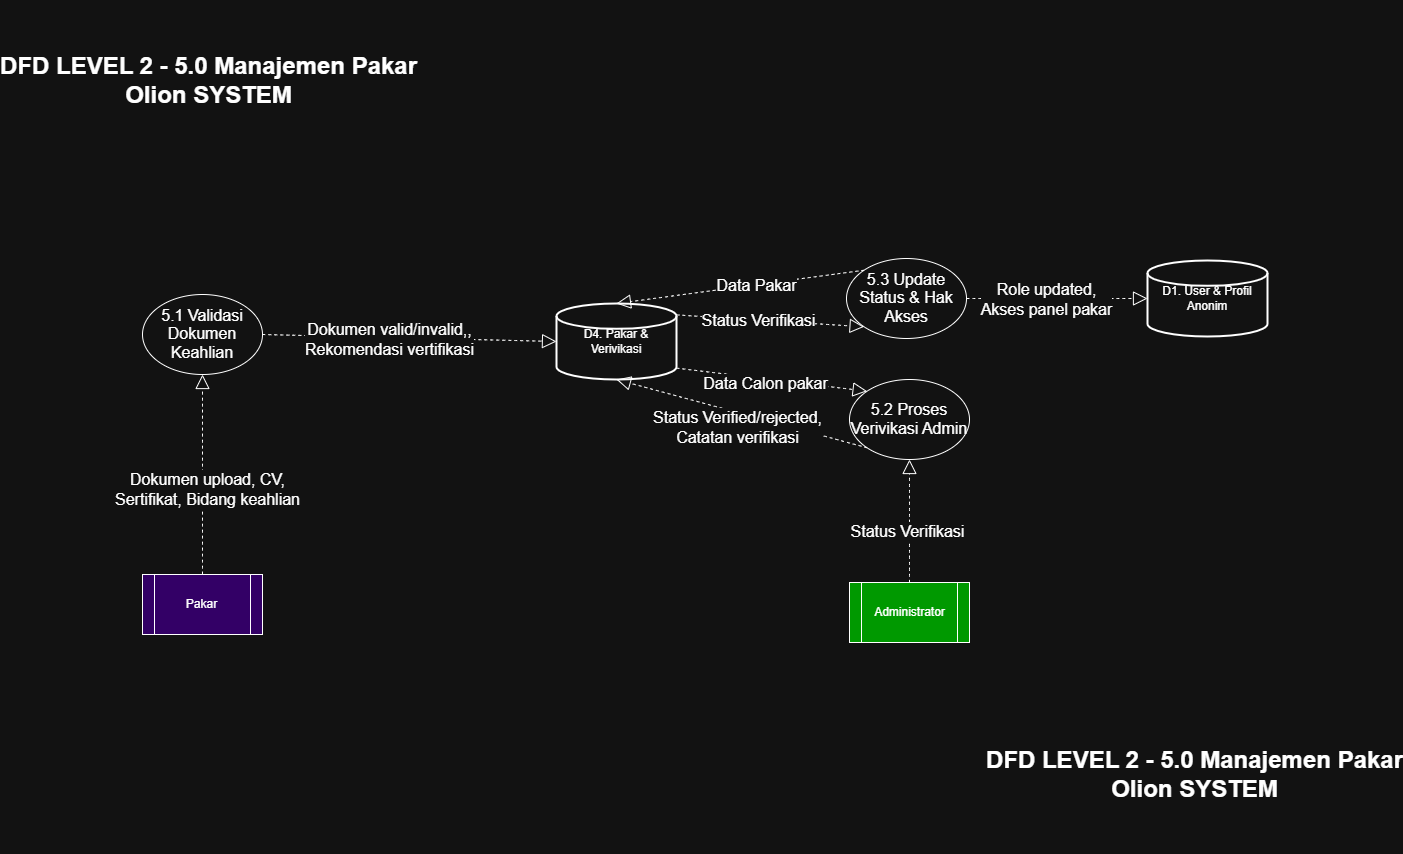 DFD LEVEL 2 - 5.0 Manajemen Pakar
Olion SYSTEM
5.1 Validasi
Dokumen
Keahlian
Dokumen valid/invalid,,
Rekomendasi vertifikasi
D4. Pakar &
Verivikasi
Data Pakar
Status Verifikasi
5.3 Update
Status & Hak
Akses
Role updated,
Akses panel pakar
D1. User & Profil
Anonim
Data Calon pakar
Status Verified/rejected,
Catatan verifikasi
5.2 Proses
Verivikasi Admin
Dokumen upload, CV,
Sertifikat, Bidang keahlian
Status Verifikasi
Pakar
Administrator
DFD LEVEL 2 - 5.0 Manajemen Pakar
Olion SYSTEM